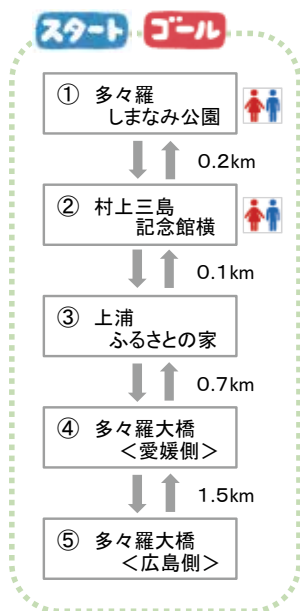 スタート ゴール
① 多々羅
しまなみ公園
0.2km
② 村上三島
記念館横
0.1km
③ 上浦
ふるさとの家
0.7km
④ 多々羅大橋
<愛媛側>
1.5km
⑤ 多々羅大橋
<広島側>